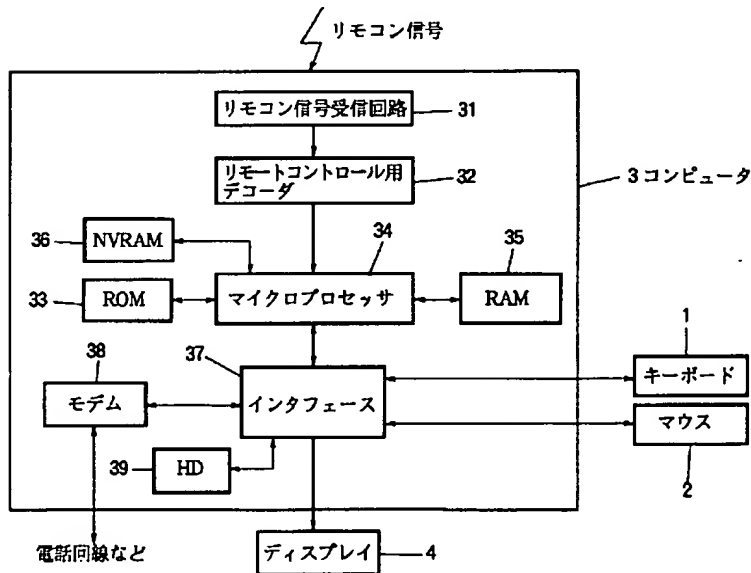 リモコン信号
リモコン信号受信回路
31
リモートコントロール用
デコーダ
32
3 コンピュータ
36
NVRAM
34
35
33
ROM
マイクロプロセッサ
RAM
38
37
1
モデム
インタフェース
キーボード
マウス
39
HD
2
電話回線など
ディスプレイ
4